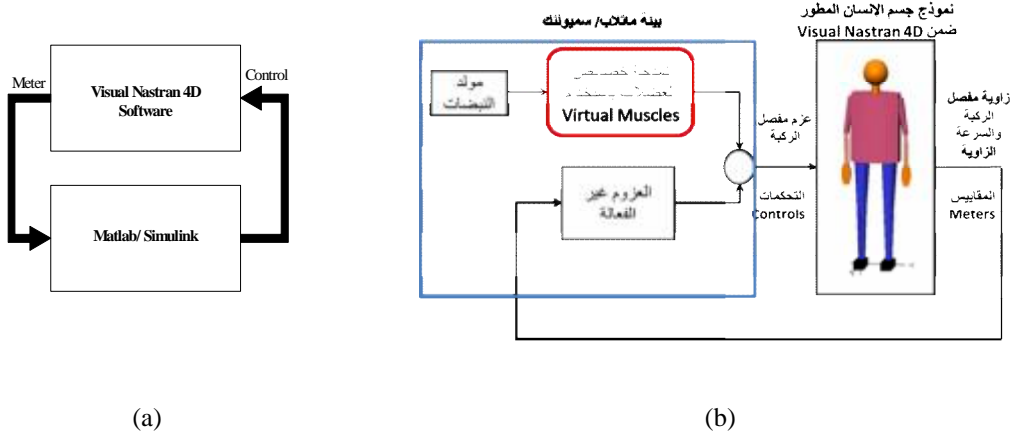 Meter
Control
Visual Nastran 4D
Software
Matlab/ Simulink
(a)
بيئة ماتلاب/ سميولنك
مولد
النبضات
Virtual Muscles
العزوم غير
الفعالة
عزم مفصل
الركبة
التحكمات
Controls
نموذج جسم الإنسان المطور
ضمن Visual Nastran 4D
زاوية مفصل
الركبة
والسرعة
الزاوية
المقاييس
Meters
(b)